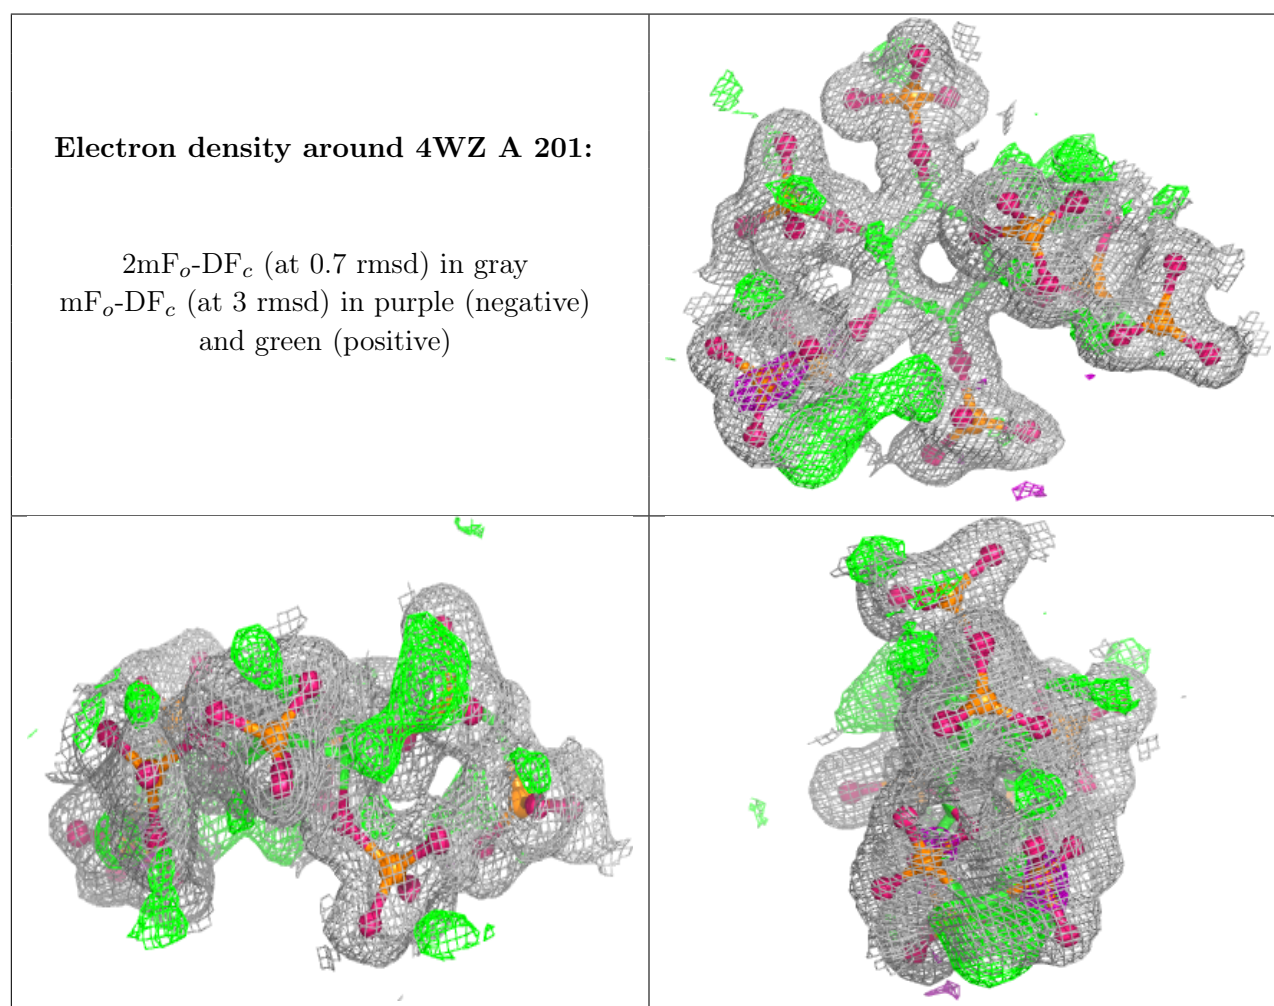 Electron density around 4WZ A 201:
2mFₒ-DF𝒸 (at 0.7 rmsd) in gray
mFₒ-DF𝒸 (at 3 rmsd) in purple (negative)
and green (positive)